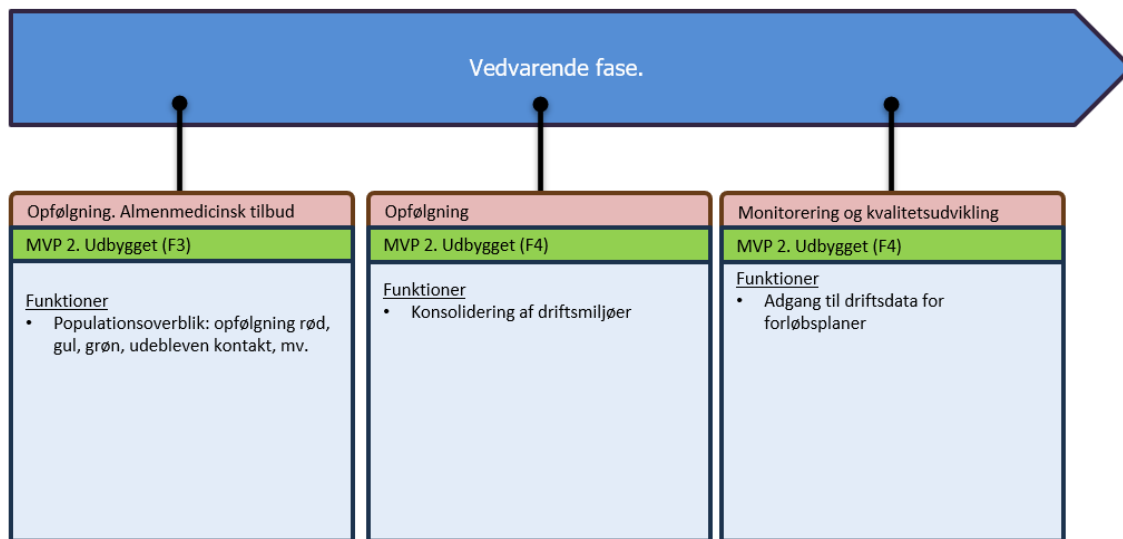 Vedvarende fase.
Opfølgning. Almenmedicinsk tilbud
MVP 2. Udbygget (F3)
Funktioner
• Populationsoverblik: opfølgning rød,
gul, grøn, udebleven kontakt, mv.
Opfølgning
MVP 2. Udbygget (F4)
Funktioner
• Konsolidering af driftsmiljøer
Monitorering og kvalitetsudvikling
MVP 2. Udbygget (F4)
Funktioner
• Adgang til driftsdata for
forløbsplaner